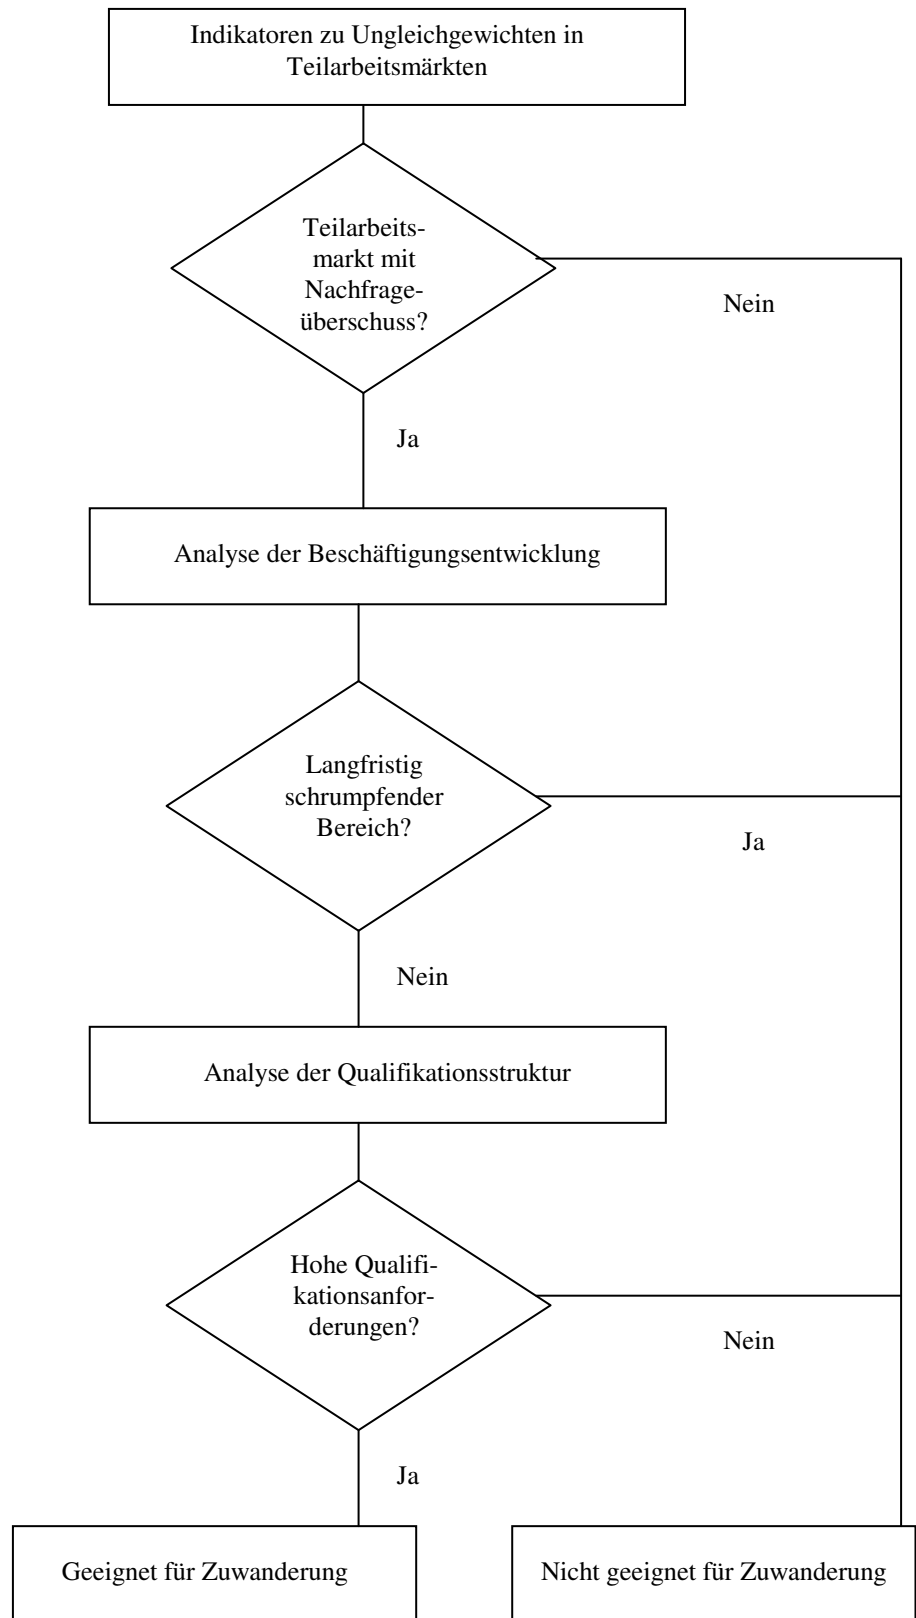 Indikatoren zu Ungleichgewichten in
Teilarbeitsmärkten
Teilarbeits-
markt mit
Nachfrage-
überschuss?
Nein
Ja
Analyse der Beschäftigungsentwicklung
Langfristig
schrumpfender
Bereich?
Ja
Nein
Analyse der Qualifikationsstruktur
Hohe Qualifi-
kationsanfor-
derungen?
Nein
Ja
Geeignet für Zuwanderung
Nicht geeignet für Zuwanderung